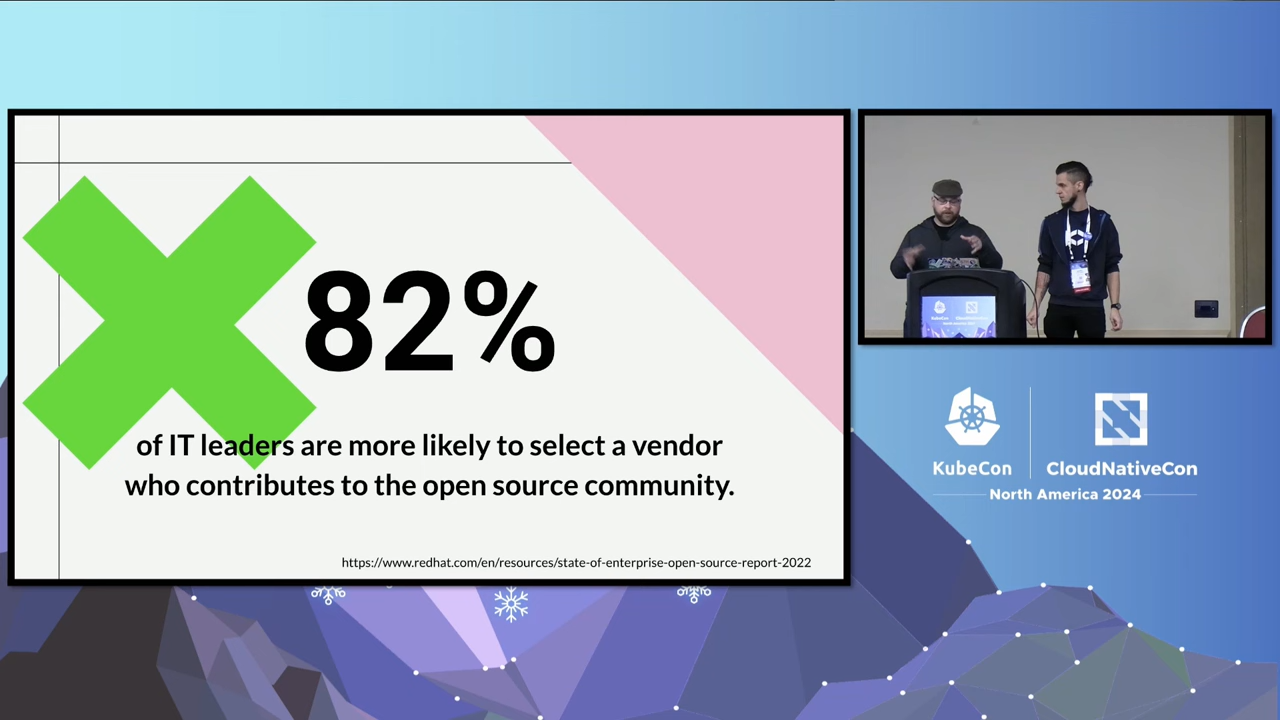 82%
of IT leaders are more likely to select a vendor
who contributes to the open source community.
https://www.redhat.com/en/resources/state-of-enterprise-open-source-report-2022
KubeCon
CloudNativeCon
North America 2024